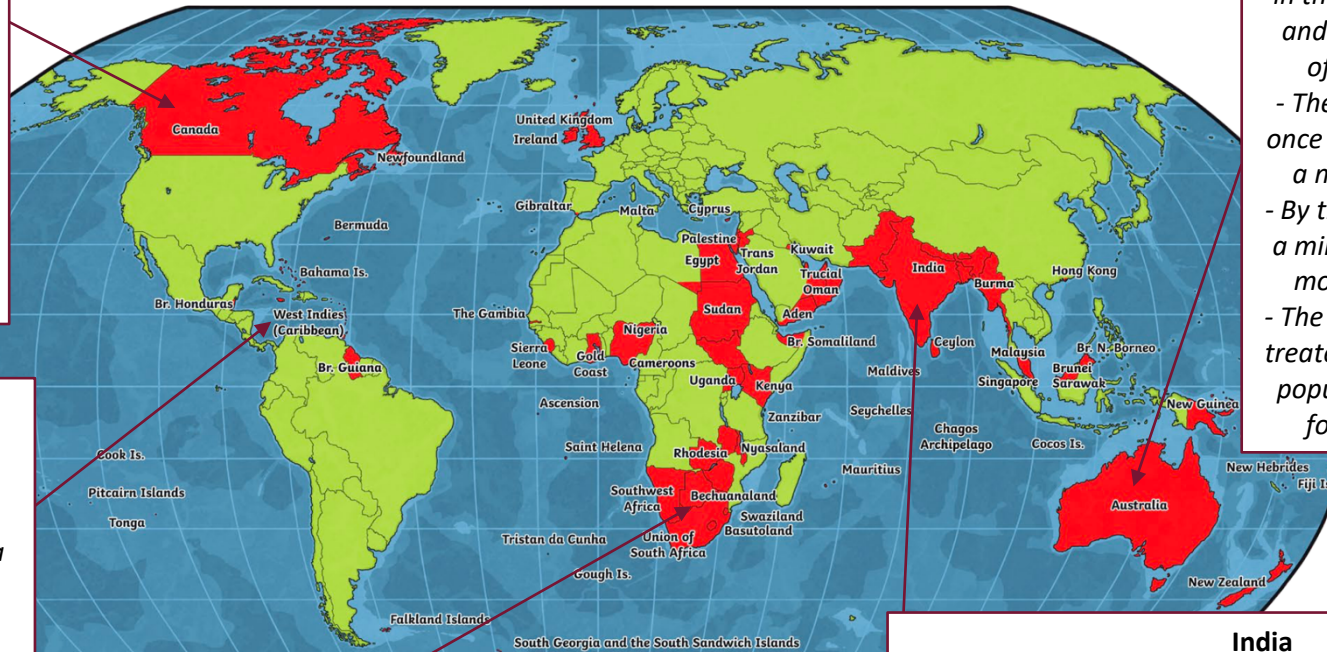 in th
and
of
- The
once
a m
- By t
a mi
mo
- The
treat
popu
fo
Canada
Newfoundland
United Kingdom
Ireland
Bermuda
Gibraltar
Malta
Cyprus
Bahama Is.
Br. Honduras
West Indies
(Caribbean)
Br. Guiana
Palestine
Egypt
Trans
Jordan
Kuwait
Trucial
Oman
Aden
Sudan
The Gambia
Sierra
Leone
Gold
Coast
Nigeria
Cameroons
Br. Somaliland
Uganda
Kenya
India
Burma
Hong Kong
Ceylon
Maldives
Malaysia
Singapore
Br. N. Borneo
Brunei
Sarawak
New Guinea
Ascension
Zanzibar
Seychelles
Chagos
Archipelago
Cocos Is.
Saint Helena
Rhodesia
Nyasaland
Mauritius
Cook Is.
Pitcairn Islands
Tonga
Southwest
Africa
Bechuanaland
Swaziland
Basutoland
Union of
South Africa
Tristan da Cunha
Gough Is.
Falkland Islands
South Georgia and the South Sandwich Islands
New Hebrides
Fiji Is
Australia
New Zealand
India